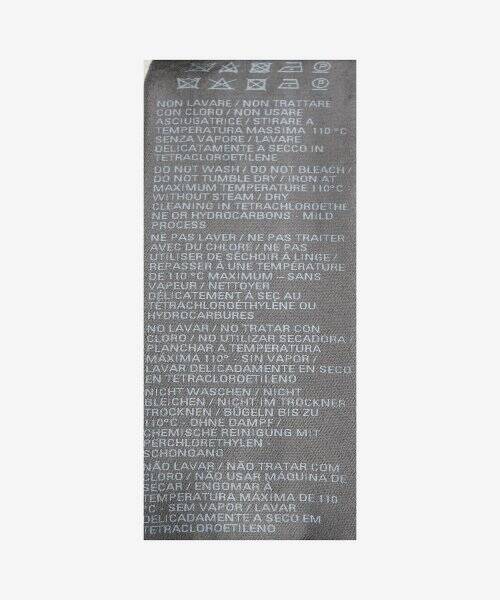 NON LAVARE / NON TRATTARE
CON CLORO / NON USARE
ASCIUGATRICE / STIRARE A
TEMPERATURA MASSIMA 110 °C
SENZA VAPORE / LAVARE
DELICATAMENTE A SECCO IN
TETRACLOROETILENE
DO NOT WASH / DO NOT BLEACH /
DO NOT TUMBLE DRY / IRON AT
MAXIMUM TEMPERATURE 110°C
WITHOUT STEAM / DRY
CLEANING IN TETRACHLOROETHE
NE OR HYDROCARBONS - MILD
PROCESS
NE PAS LAVER / NE PAS TRAITER
AVEC DU CHLORE / NE PAS
UTILISER DE SÉCHOIR À LINGE /
REPASSER À UNE TEMPÉRATURE
DE 110 °C MAXIMUM – SANS
VAPEUR / NETTOYER
DÉLICATEMENT À SEC AU
TÉTRACHLOROÉTHYLÈNE OU
HYDROCARBURES
NO LAVAR / NO TRATAR CON
CLORO / NO UTILIZAR SECADORA /
PLANCHAR A TEMPERATURA
MÁXIMA 110° - SIN VAPOR /
LAVAR DELICADAMENTE EN SECO
EN TETRACLOROETILENO
NICHT WASCHEN / NICHT
BLEICHEN / NICHT IM TROCKNER
TROCKNEN / BÜGELN BIS ZU
110°C - OHNE DAMPF /
CHEMISCHE REINIGUNG MIT
PERCHLORETHYLEN
SCHONGANG
NÃO LAVAR / NÃO TRATAR COM
CLORO / NÃO USAR MÁQUINA DE
SECAR / ENGOMAR À
TEMPERATURA MÁXIMA DE 110
°C - SEM VAPOR / LAVAR
DELICADAMENTE A SECO EM
TETRACLOROETILENO